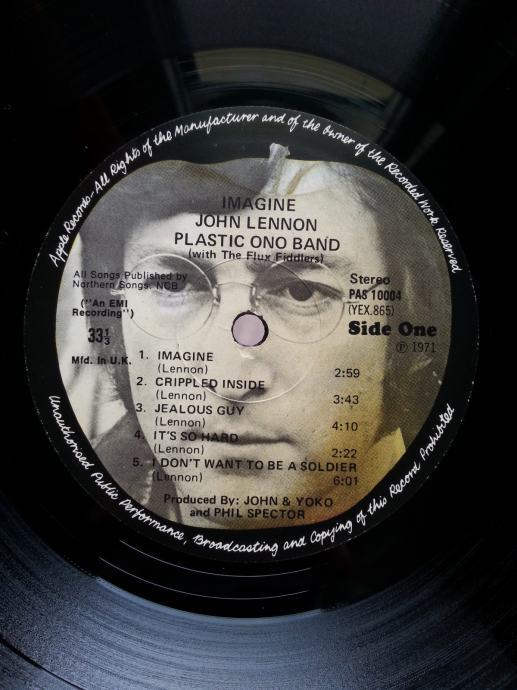 Apple Records-All Rights of the Manufacturer and of the Owner of the Recorded Work Reserved
IMAGINE
JOHN LENNON
PLASTIC ONO BAND
(with The Flux Fiddlers)
All Songs Published by
Northern Songs. NCB
("An EMI
Recording")
33⅓
Mfd. in U.K.
Stereo
PAS 10004
(YEX.865)
Side One
Ⓟ 1971
1. IMAGINE
(Lennon) 2:59
2. CRIPPLED INSIDE
(Lennon) 3:43
3. JEALOUS GUY
(Lennon) 4:10
4. IT'S SO HARD
(Lennon) 2:22
5. I DON'T WANT TO BE A SOLDIER
(Lennon) 6:01
Produced By: JOHN & YOKO
and PHIL SPECTOR
Unauthorised Public Performance, Broadcasting and Copying of this Record Prohibited